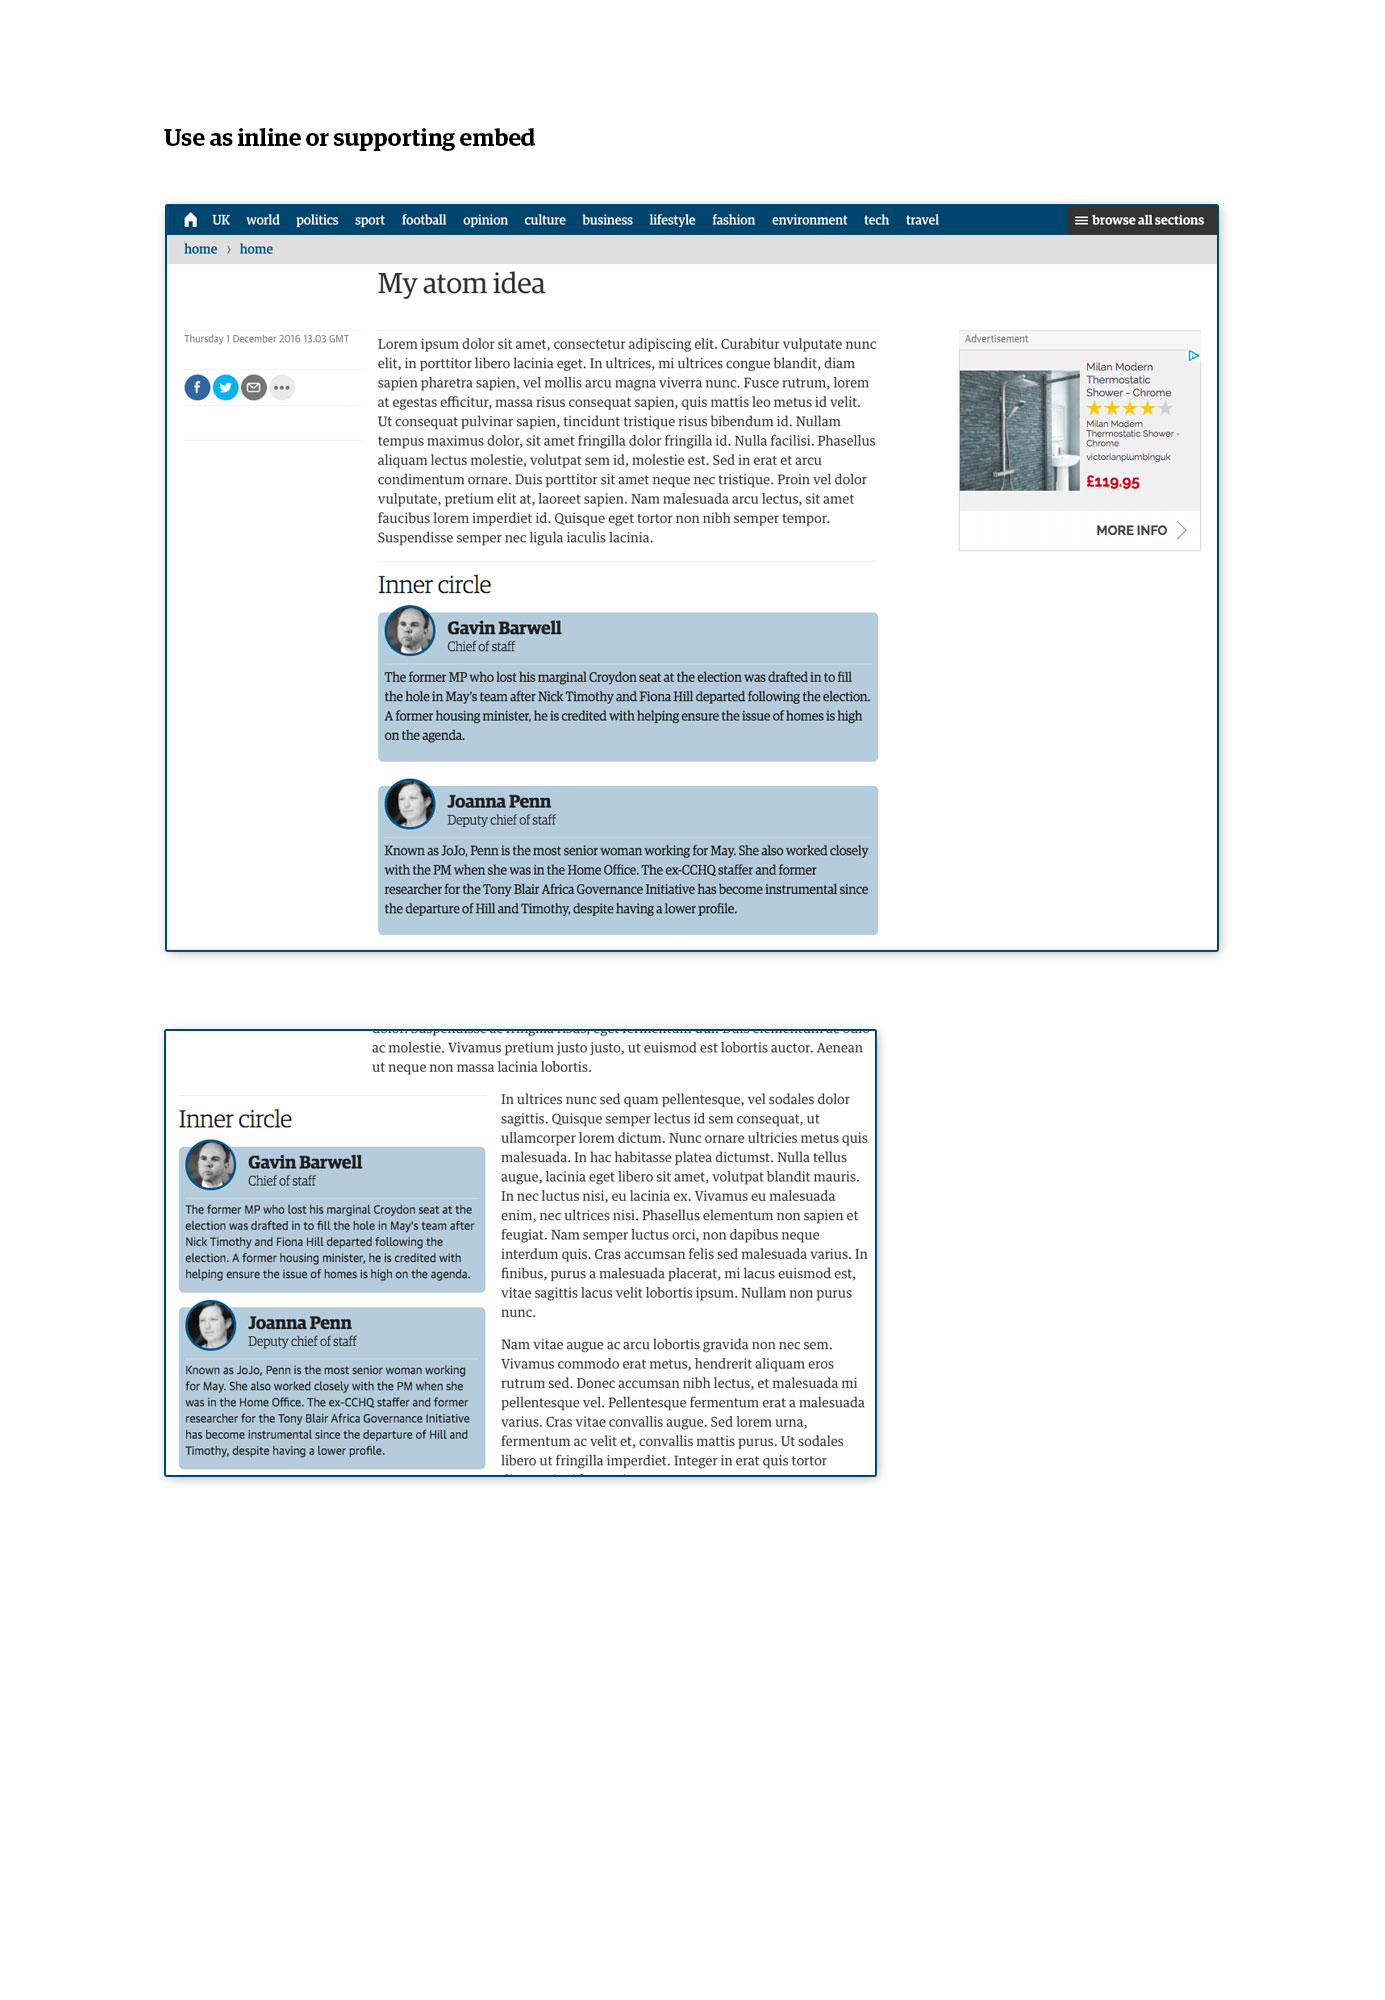 Use as inline or supporting embed
UK world politics sport football opinion culture business lifestyle fashion environment tech travel browse all sections
home › home
My atom idea
Thursday 1 December 2016 13.03 GMT
Lorem ipsum dolor sit amet, consectetur adipiscing elit. Curabitur vulputate nunc
elit, in porttitor libero lacinia eget. In ultrices, mi ultrices congue blandit, diam
sapien pharetra sapien, vel mollis arcu magna viverra nunc. Fusce rutrum, lorem
at egestas efficitur, massa risus consequat sapien, quis mattis leo metus id velit.
Ut consequat pulvinar sapien, tincidunt tristique risus bibendum id. Nullam
tempus maximus dolor, sit amet fringilla dolor fringilla id. Nulla facilisi. Phasellus
aliquam lectus molestie, volutpat sem id, molestie est. Sed in erat et arcu
condimentum ornare. Duis porttitor sit amet neque nec tristique. Proin vel dolor
vulputate, pretium elit at, laoreet sapien. Nam malesuada arcu lectus, sit amet
faucibus lorem imperdiet id. Quisque eget tortor non nibh semper tempor.
Suspendisse semper nec ligula iaculis lacinia.
Advertisement
Milan Modern
Thermostatic
Shower - Chrome
Milan Modern
Thermostatic Shower -
Chrome
victorianplumbinguk
£119.95
MORE INFO
Inner circle
Gavin Barwell
Chief of staff
The former MP who lost his marginal Croydon seat at the election was drafted in to fill
the hole in May's team after Nick Timothy and Fiona Hill departed following the election.
A former housing minister, he is credited with helping ensure the issue of homes is high
on the agenda.
Joanna Penn
Deputy chief of staff
Known as JoJo, Penn is the most senior woman working for May. She also worked closely
with the PM when she was in the Home Office. The ex-CCHQ staffer and former
researcher for the Tony Blair Africa Governance Initiative has become instrumental since
the departure of Hill and Timothy, despite having a lower profile.
dolor. Suspendisse ac fringilla risus, eget fermentum dui. Duis elementum ac odio
ac molestie. Vivamus pretium justo justo, ut euismod est lobortis auctor. Aenean
ut neque non massa lacinia lobortis.
Inner circle
Gavin Barwell
Chief of staff
The former MP who lost his marginal Croydon seat at the
election was drafted in to fill the hole in May's team after
Nick Timothy and Fiona Hill departed following the
election. A former housing minister, he is credited with
helping ensure the issue of homes is high on the agenda.
Joanna Penn
Deputy chief of staff
Known as JoJo, Penn is the most senior woman working
for May. She also worked closely with the PM when she
was in the Home Office. The ex-CCHQ staffer and former
researcher for the Tony Blair Africa Governance Initiative
has become instrumental since the departure of Hill and
Timothy, despite having a lower profile.
In ultrices nunc sed quam pellentesque, vel sodales dolor
sagittis. Quisque semper lectus id sem consequat, ut
ullamcorper lorem dictum. Nunc ornare ultricies metus quis
malesuada. In hac habitasse platea dictumst. Nulla tellus
augue, lacinia eget libero sit amet, volutpat blandit mauris.
In nec luctus nisi, eu lacinia ex. Vivamus eu malesuada
enim, nec ultrices nisi. Phasellus elementum non sapien et
feugiat. Nam semper luctus orci, non dapibus neque
interdum quis. Cras accumsan felis sed malesuada varius. In
finibus, purus a malesuada placerat, mi lacus euismod est,
vitae sagittis lacus velit lobortis ipsum. Nullam non purus
nunc.
Nam vitae augue ac arcu lobortis gravida non nec sem.
Vivamus commodo erat metus, hendrerit aliquam eros
rutrum sed. Donec accumsan nibh lectus, et malesuada mi
pellentesque vel. Pellentesque fermentum erat a malesuada
varius. Cras vitae convallis augue. Sed lorem urna,
fermentum ac velit et, convallis mattis purus. Ut sodales
libero ut fringilla imperdiet. Integer in erat quis tortor